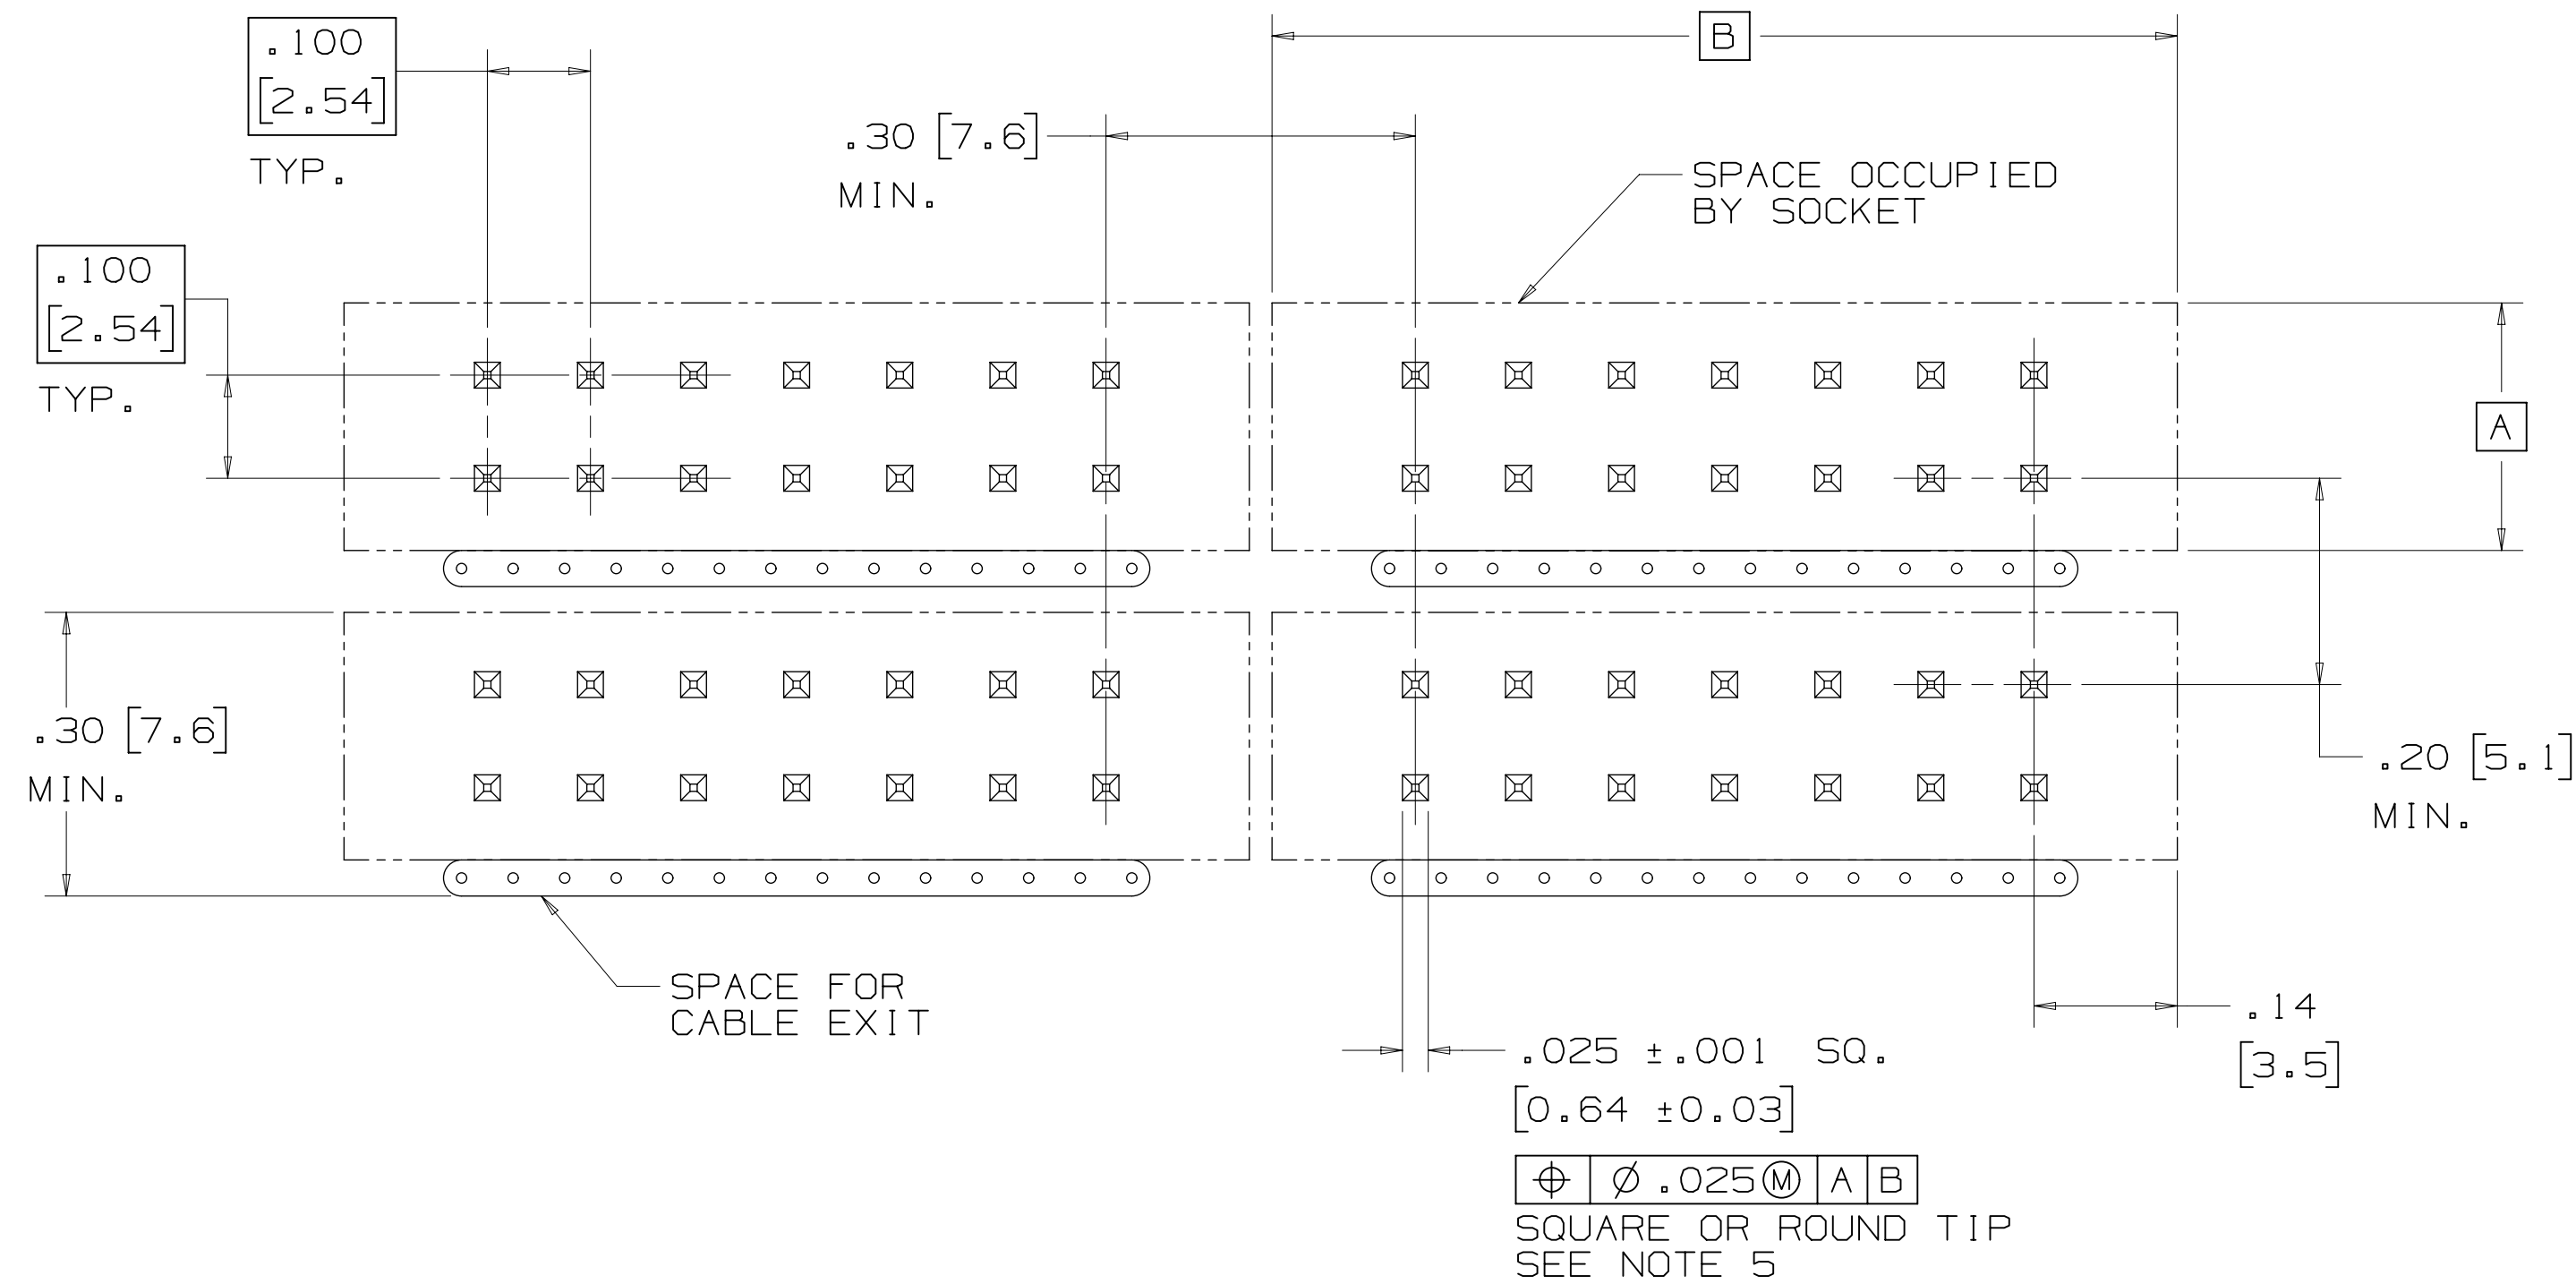 .100
[2.54]
TYP.
B
.30 [7.6]
MIN.
SPACE OCCUPIED
BY SOCKET
.100
[2.54]
TYP.
A
.30 [7.6]
MIN.
.20 [5.1]
MIN.
SPACE FOR
CABLE EXIT
.14
[3.5]
.025 ±.001 SQ.
[0.64 ±0.03]
⌖ ⌀ .025 Ⓜ A B
SQUARE OR ROUND TIP
SEE NOTE 5